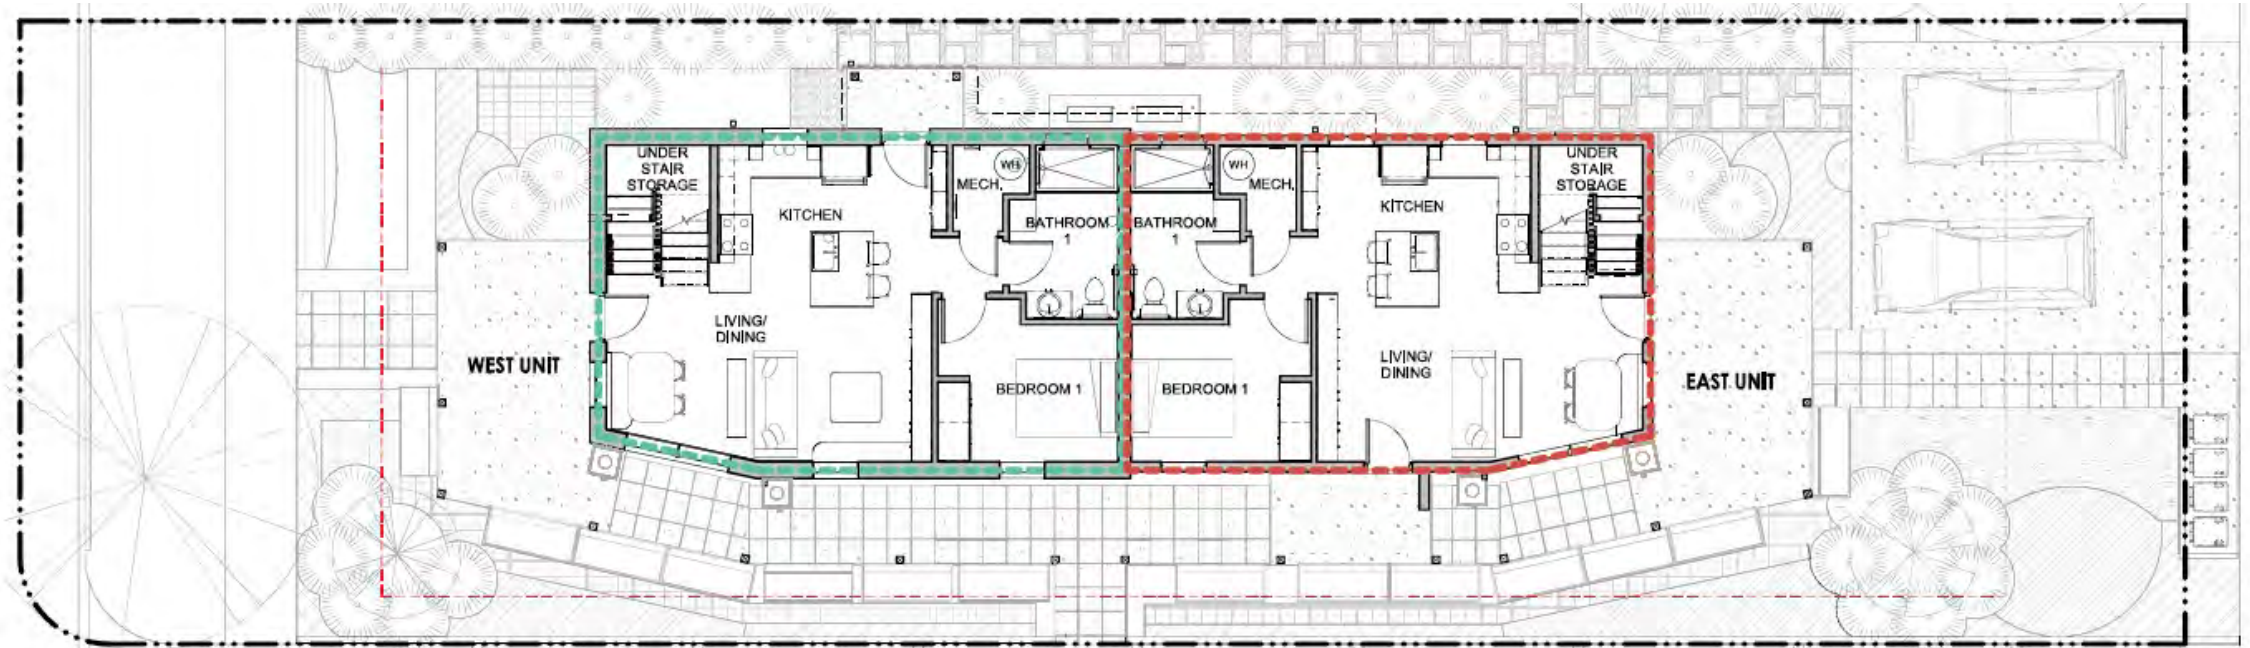 UNDER
STAIR
STORAGE
KITCHEN
MECH.
WH
BATHROOM
1
LIVING/
DINING
BEDROOM 1
WEST UNIT
BATHROOM
1
WH
MECH.
KITCHEN
UNDER
STAIR
STORAGE
LIVING/
DINING
BEDROOM 1
EAST UNIT